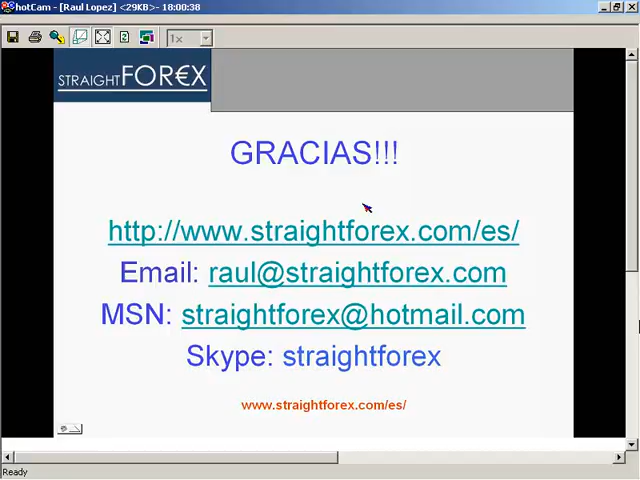 hotCam - [Raul Lopez] <29KB> - 18:00:38
1x
STRAIGHTFOR€X
GRACIAS!!!
http://www.straightforex.com/es/
Email: raul@straightforex.com
MSN: straightforex@hotmail.com
Skype: straightforex
www.straightforex.com/es/
Ready